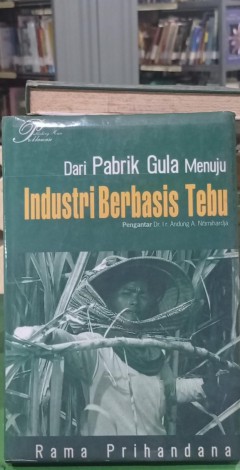 Dari Pabrik Gula Menuju
Industri Berbasis Tebu
Pengantar Dr. Ir. Andung A. Nitimihardja
Rama Prihandana